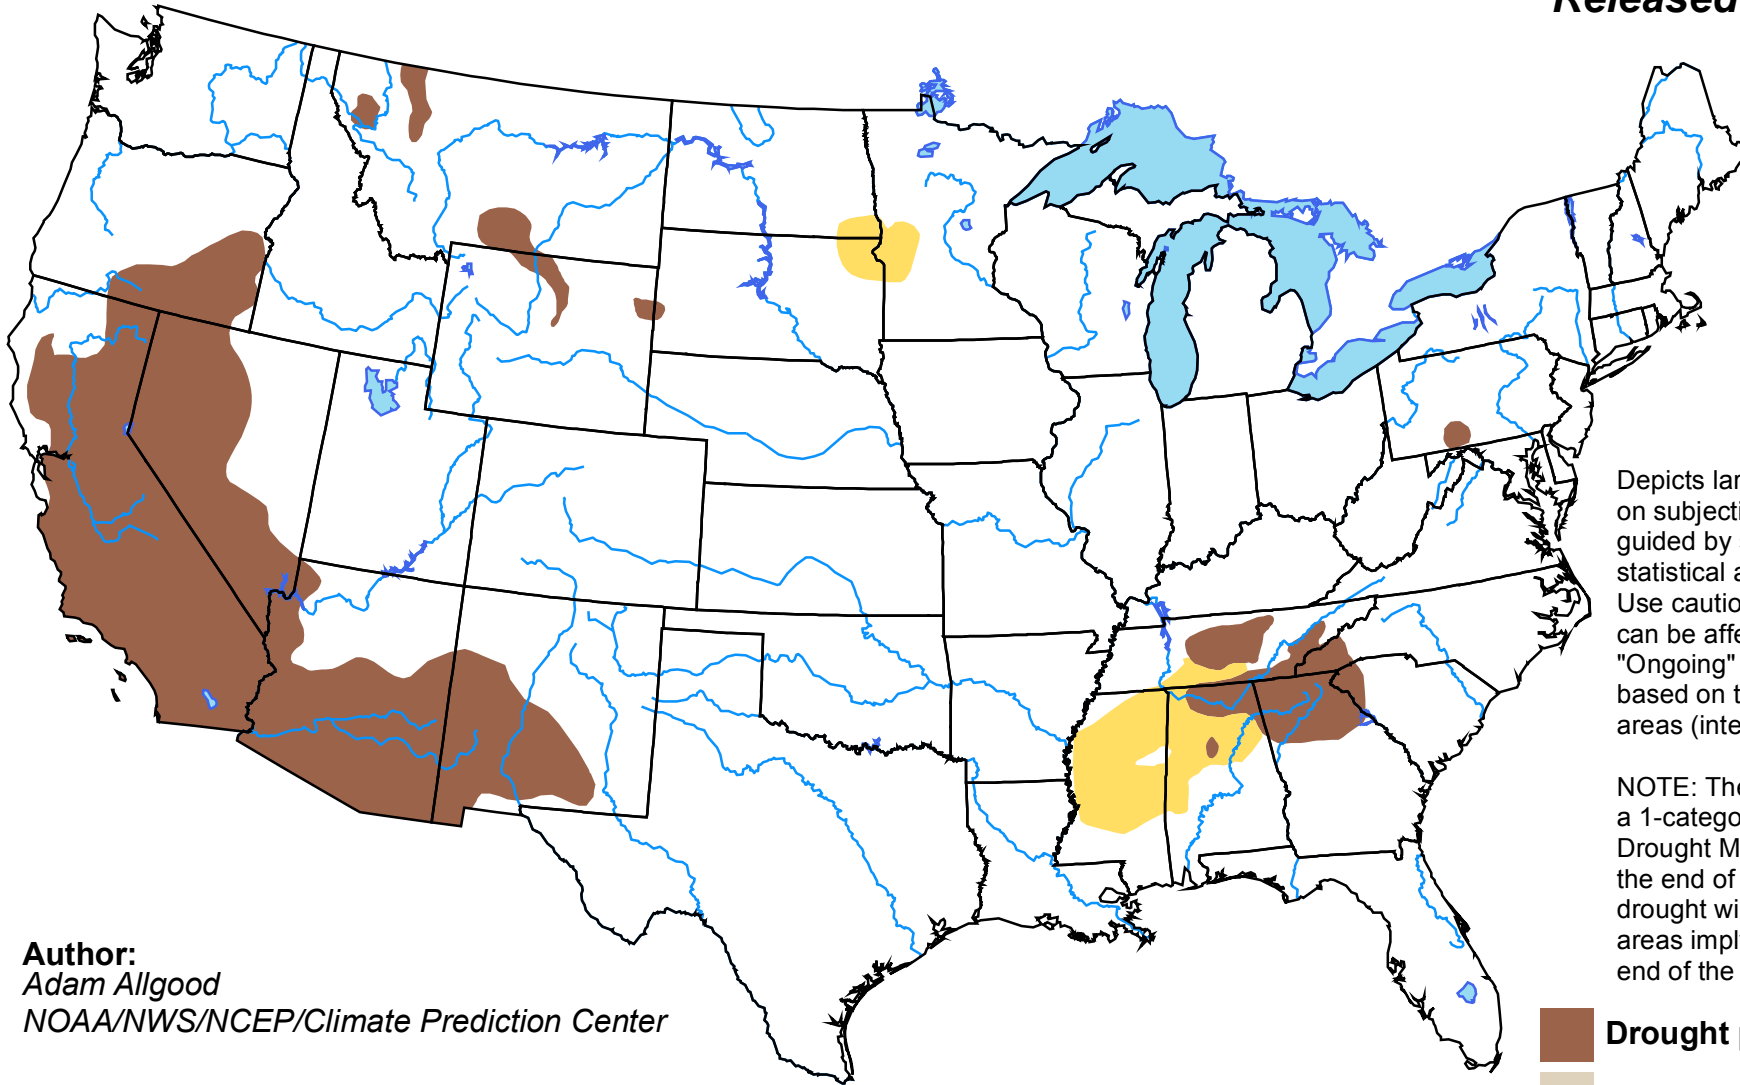 Released
Depicts lar
on subjecti
guided by
statistical a
Use cautio
can be affe
"Ongoing"
based on t
areas (inte
NOTE: The
a 1-catego
Drought M
the end of
drought wi
areas impl
end of the
Author:
Adam Allgood
NOAA/NWS/NCEP/Climate Prediction Center
Drought